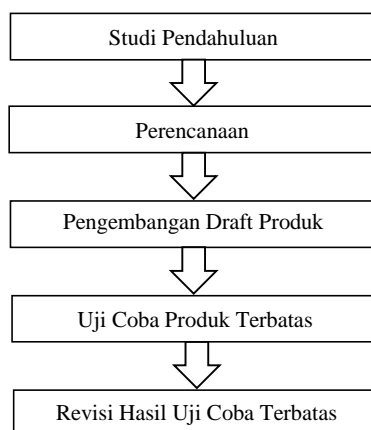 Studi Pendahuluan
Perencanaan
Pengembangan Draft Produk
Uji Coba Produk Terbatas
Revisi Hasil Uji Coba Terbatas